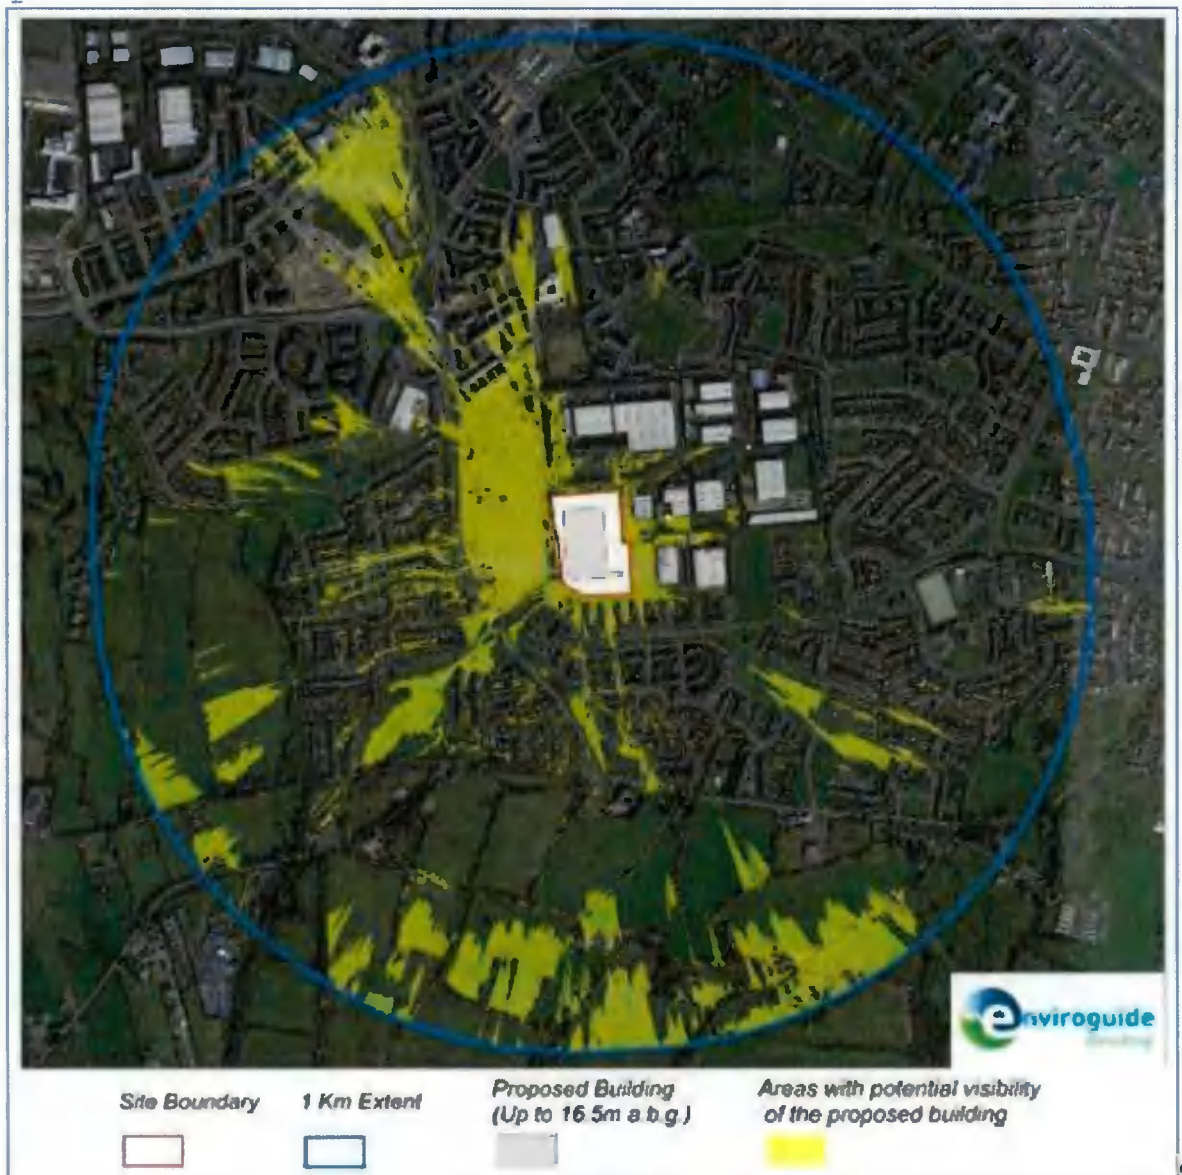 enviroguide
Site Boundary
1 Km Extent
Proposed Building
(Up to 16.5m a.b.g.)
Areas with potential visibility
of the proposed building